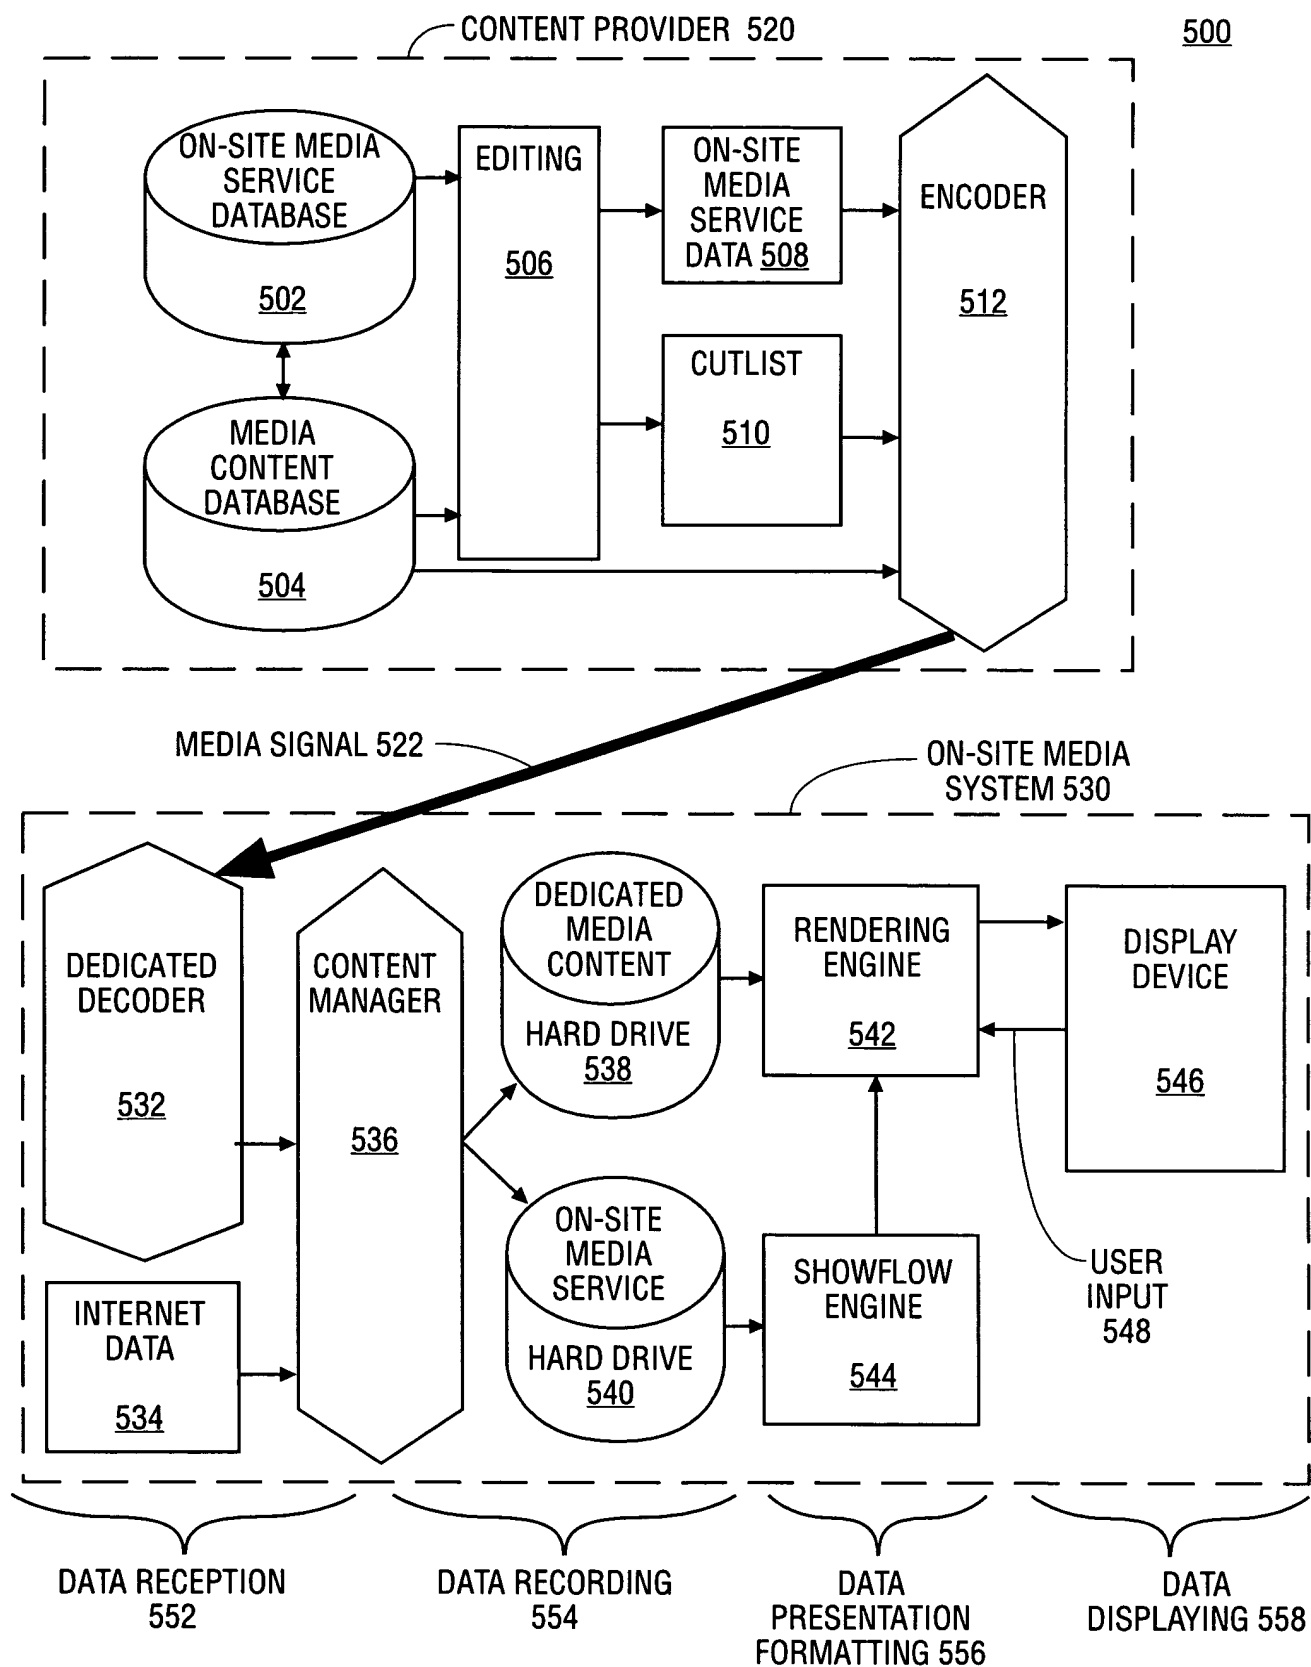 CONTENT PROVIDER 520
500
ON-SITE MEDIA
SERVICE
DATABASE
502
EDITING
506
ON-SITE
MEDIA
SERVICE
DATA 508
ENCODER
512
CUTLIST
510
MEDIA
CONTENT
DATABASE
504
MEDIA SIGNAL 522
ON-SITE MEDIA
SYSTEM 530
DEDICATED
DECODER
532
CONTENT
MANAGER
536
DEDICATED
MEDIA
CONTENT
HARD DRIVE
538
RENDERING
ENGINE
542
DISPLAY
DEVICE
546
INTERNET
DATA
534
ON-SITE
MEDIA
SERVICE
HARD DRIVE
540
SHOWFLOW
ENGINE
544
USER
INPUT
548
DATA RECEPTION
552
DATA RECORDING
554
DATA
PRESENTATION
FORMATTING 556
DATA
DISPLAYING 558